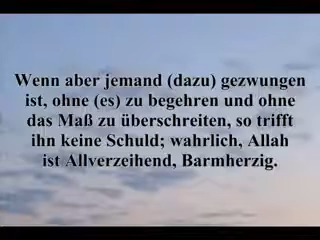 Wenn aber jemand (dazu) gezwungen
ist, ohne (es) zu begehren und ohne
das Maß zu überschreiten, so trifft
ihn keine Schuld; wahrlich, Allah
ist Allverzeihend, Barmherzig.